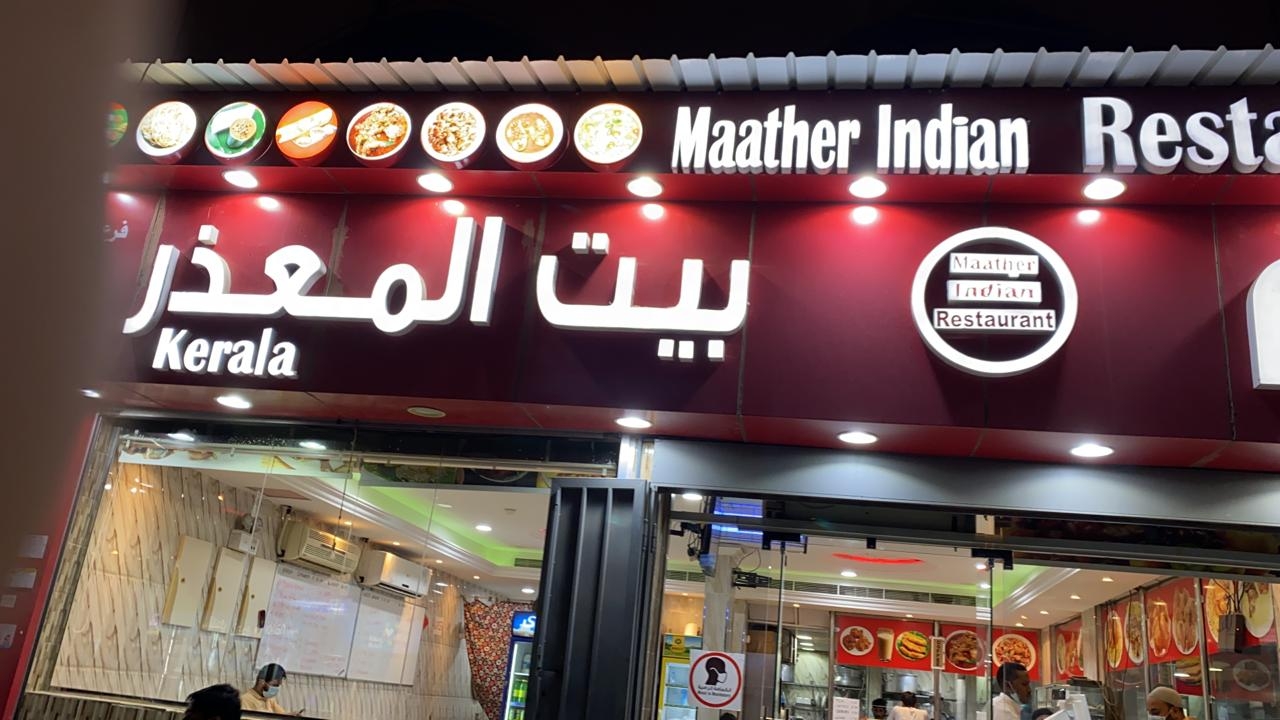 Maather Indian Resta
بيت المعذر
Kerala
Maather
Indian
Restaurant